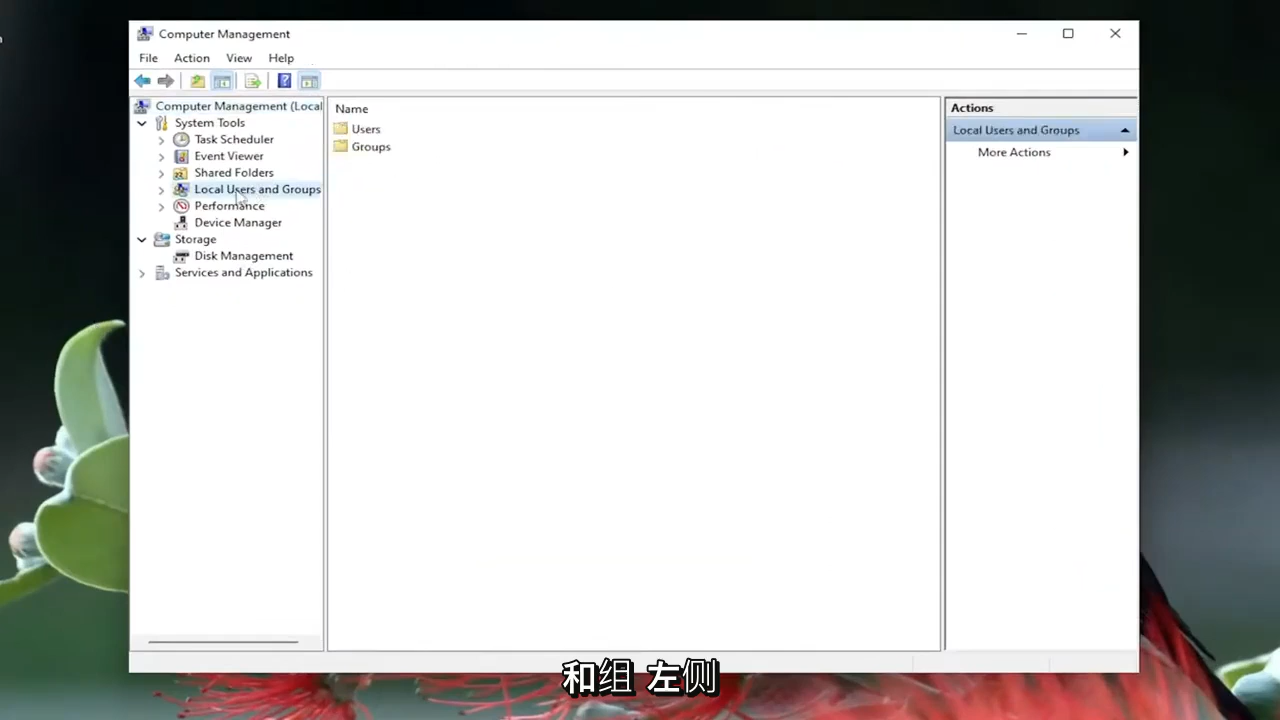 Computer Management
File Action View Help
Computer Management (Local
System Tools
Task Scheduler
Event Viewer
Shared Folders
Local Users and Groups
Performance
Device Manager
Storage
Disk Management
Services and Applications
Name
Users
Groups
Actions
Local Users and Groups
More Actions
和组 左侧